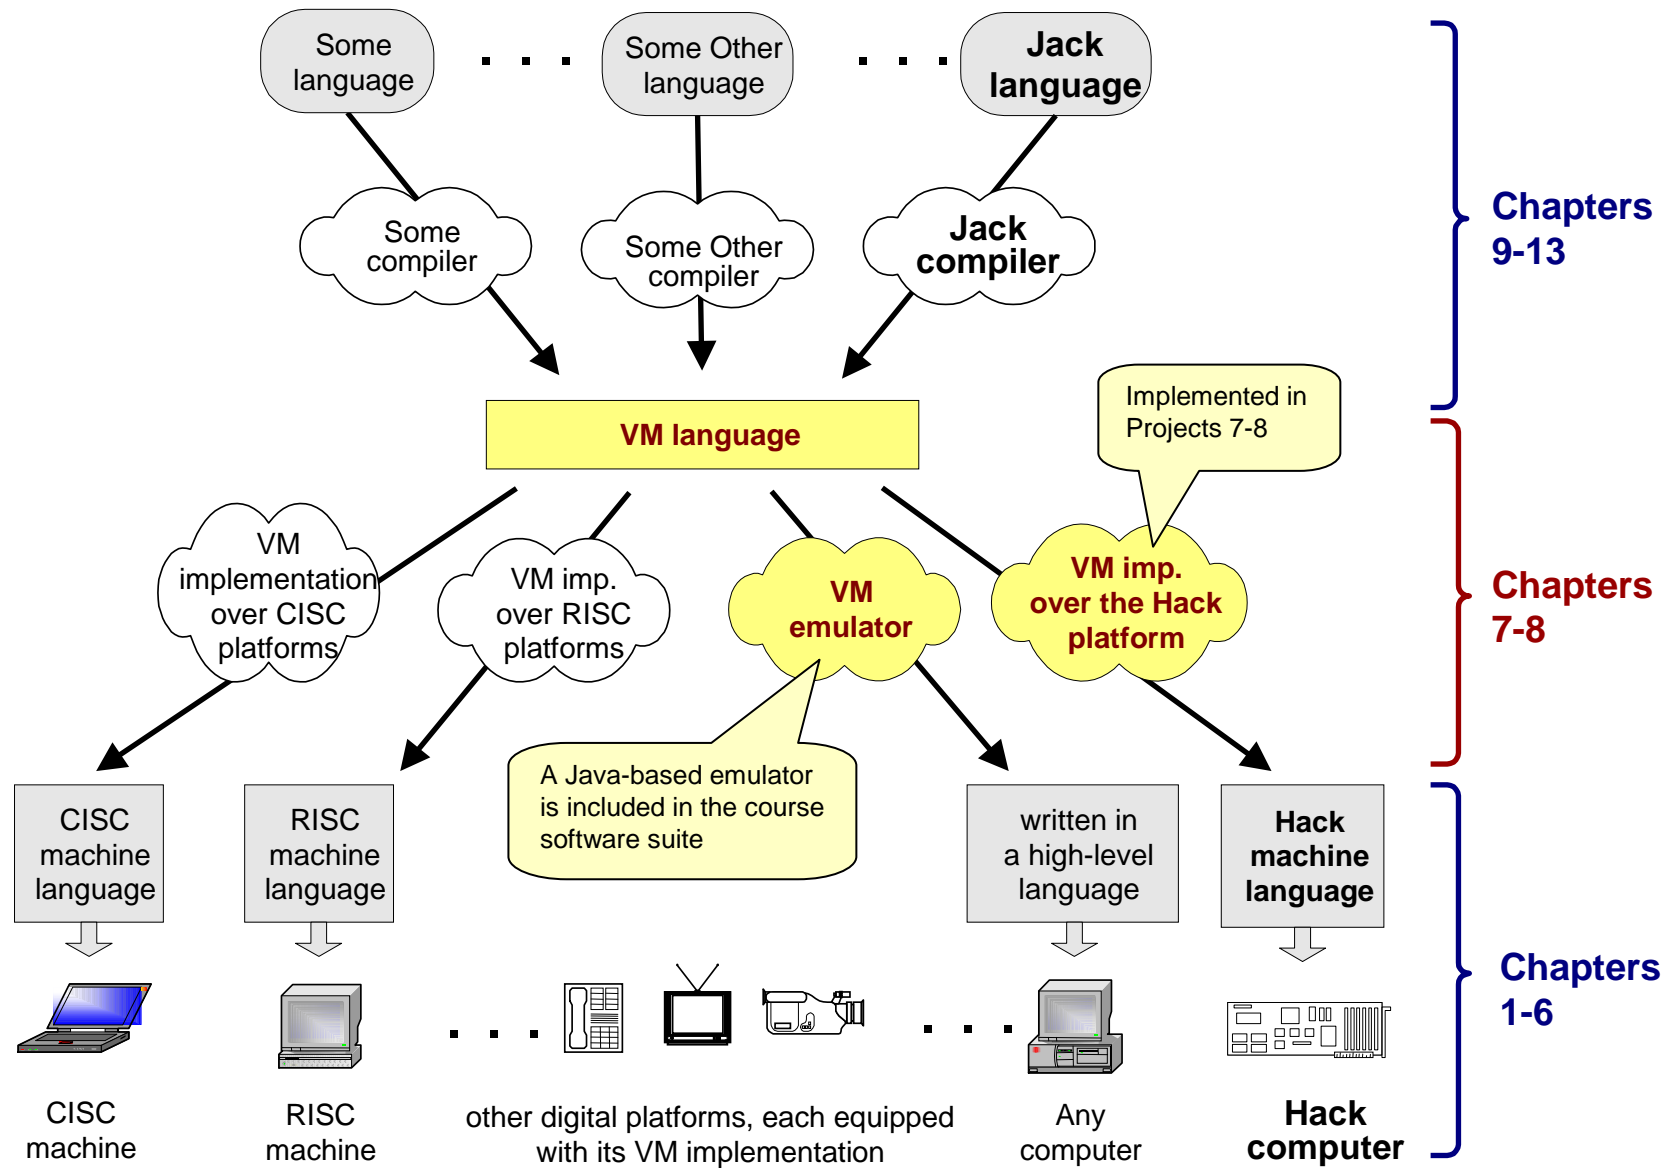 Some
language
Some Other
language
Jack
language
Some
compiler
Some Other
compiler
Jack
compiler
Chapters
9-13
VM language
Implemented in
Projects 7-8
VM
implementation
over CISC
platforms
VM imp.
over RISC
platforms
VM
emulator
VM imp.
over the Hack
platform
Chapters
7-8
A Java-based emulator
is included in the course
software suite
CISC
machine
language
RISC
machine
language
written in
a high-level
language
Hack
machine
language
Chapters
1-6
CISC
machine
RISC
machine
other digital platforms, each equipped
with its VM implementation
Any
computer
Hack
computer